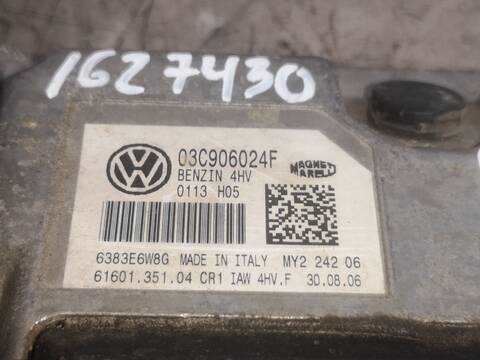 1627430
03C906024F
BENZIN 4HV
0113 H05
MAGNETI MARELLI
6383E6W8G MADE IN ITALY MY2 242 06
61601.351.04 CR1 IAW 4HV.F 30.08.06